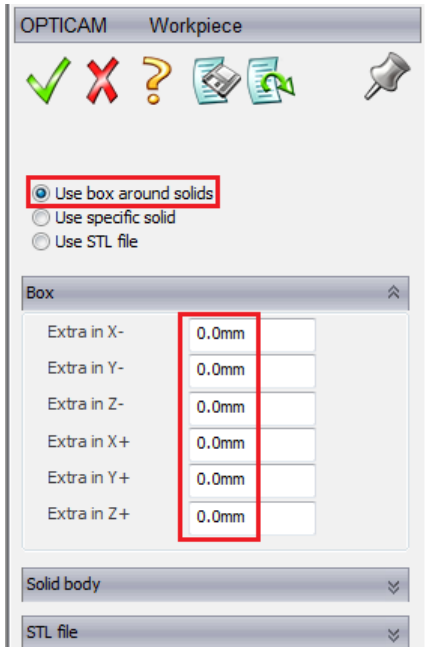 OPTICAM Workpiece
Use box around solids
Use specific solid
Use STL file
Box
Extra in X- 0.0mm
Extra in Y- 0.0mm
Extra in Z- 0.0mm
Extra in X+ 0.0mm
Extra in Y+ 0.0mm
Extra in Z+ 0.0mm
Solid body
STL file